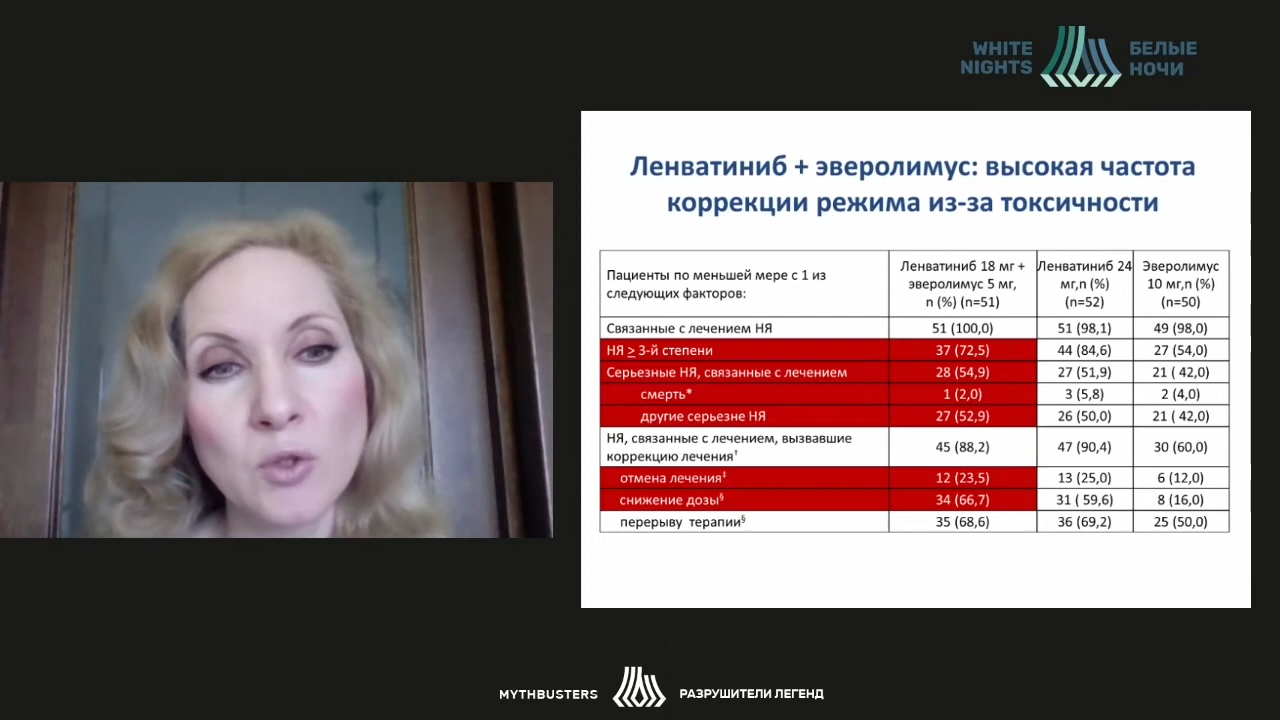 WHITE
NIGHTS
БЕЛЫЕ
НОЧИ
Ленватиниб + эверолимус: высокая частота
коррекции режима из-за токсичности
Пациенты по меньшей мере с 1 из
следующих факторов:
Ленватиниб 18 мг +
эверолимус 5 мг,
n (%) (n=51)
Ленватиниб 24
мг,n (%)
(n=52)
Эверолимус
10 мг,n (%)
(n=50)
Связанные с лечением НЯ 51 (100,0) 51 (98,1) 49 (98,0)
НЯ ≥ 3-й степени 37 (72,5) 44 (84,6) 27 (54,0)
Серьезные НЯ, связанные с лечением 28 (54,9) 27 (51,9) 21 ( 42,0)
смерть* 1 (2,0) 3 (5,8) 2 (4,0)
другие серьезне НЯ 27 (52,9) 26 (50,0) 21 ( 42,0)
НЯ, связанные с лечением, вызвавшие
коррекцию лечения† 45 (88,2) 47 (90,4) 30 (60,0)
отмена лечения‡ 12 (23,5) 13 (25,0) 6 (12,0)
снижение дозы§ 34 (66,7) 31 ( 59,6) 8 (16,0)
перерыву терапии§ 35 (68,6) 36 (69,2) 25 (50,0)
MYTHBUSTERS РАЗРУШИТЕЛИ ЛЕГЕНД